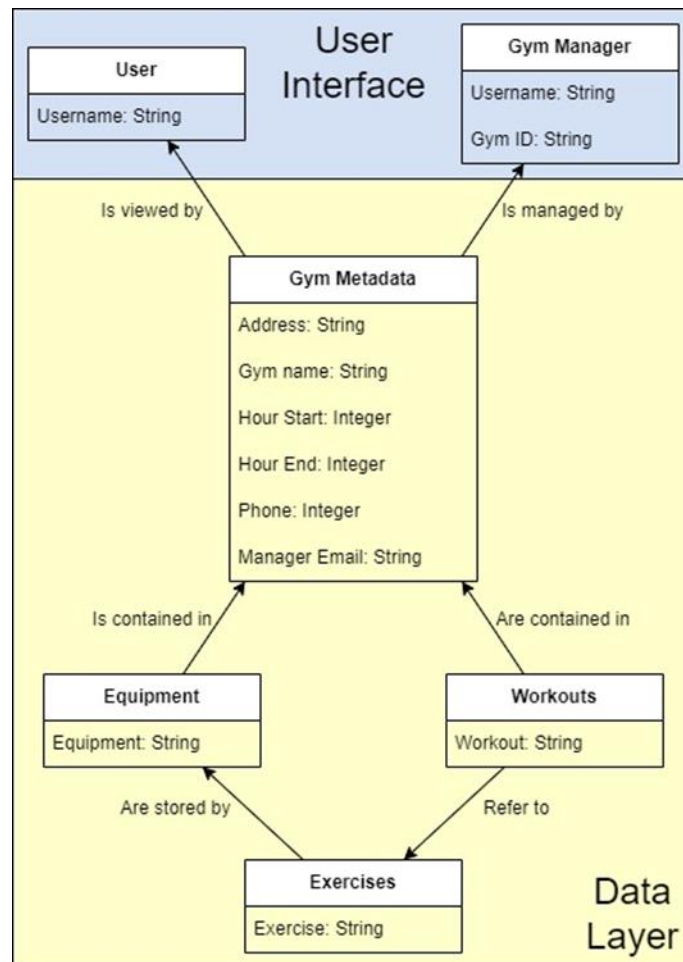 User
Interface
User
Username: String
Gym Manager
Username: String
Gym ID: String
Is viewed by
Is managed by
Gym Metadata
Address: String
Gym name: String
Hour Start: Integer
Hour End: Integer
Phone: Integer
Manager Email: String
Is contained in
Are contained in
Equipment
Equipment: String
Workouts
Workout: String
Are stored by
Refer to
Exercises
Exercise: String
Data
Layer